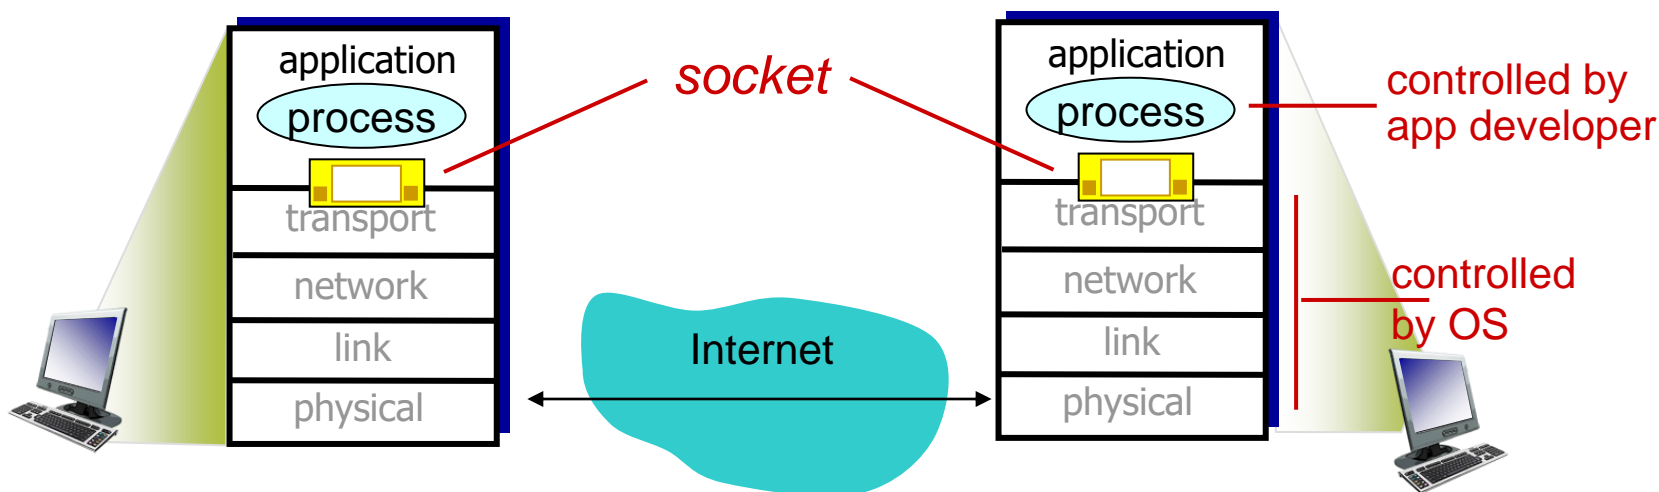 application
process
transport
network
link
physical
socket
Internet
application
process
transport
network
link
physical
controlled by
app developer
controlled
by OS